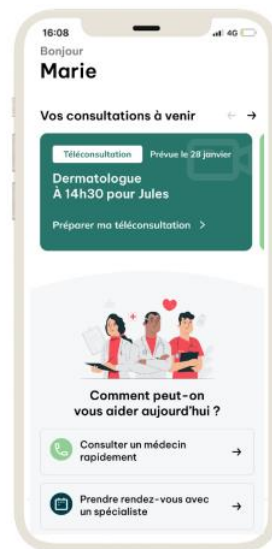 16:08
4G
Bonjour
Marie
Vos consultations à venir
Téléconsultation Prévue le 28 janvier
Dermatologue
À 14h30 pour Jules
Préparer ma téléconsultation
Comment peut-on
vous aider aujourd'hui ?
Consulter un médecin
rapidement
Prendre rendez-vous avec
un spécialiste